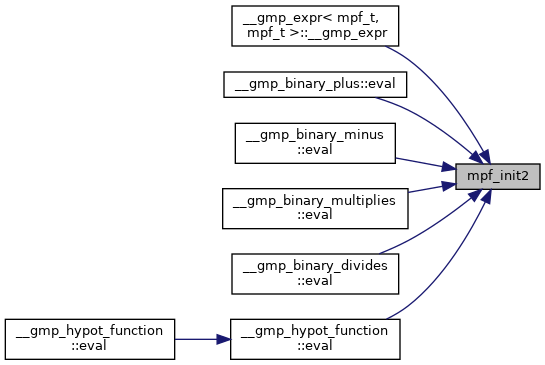 __gmp_expr< mpf_t,
mpf_t >::__gmp_expr
__gmp_binary_plus::eval
__gmp_binary_minus
::eval
mpf_init2
__gmp_binary_multiplies
::eval
__gmp_binary_divides
::eval
__gmp_hypot_function
::eval
__gmp_hypot_function
::eval